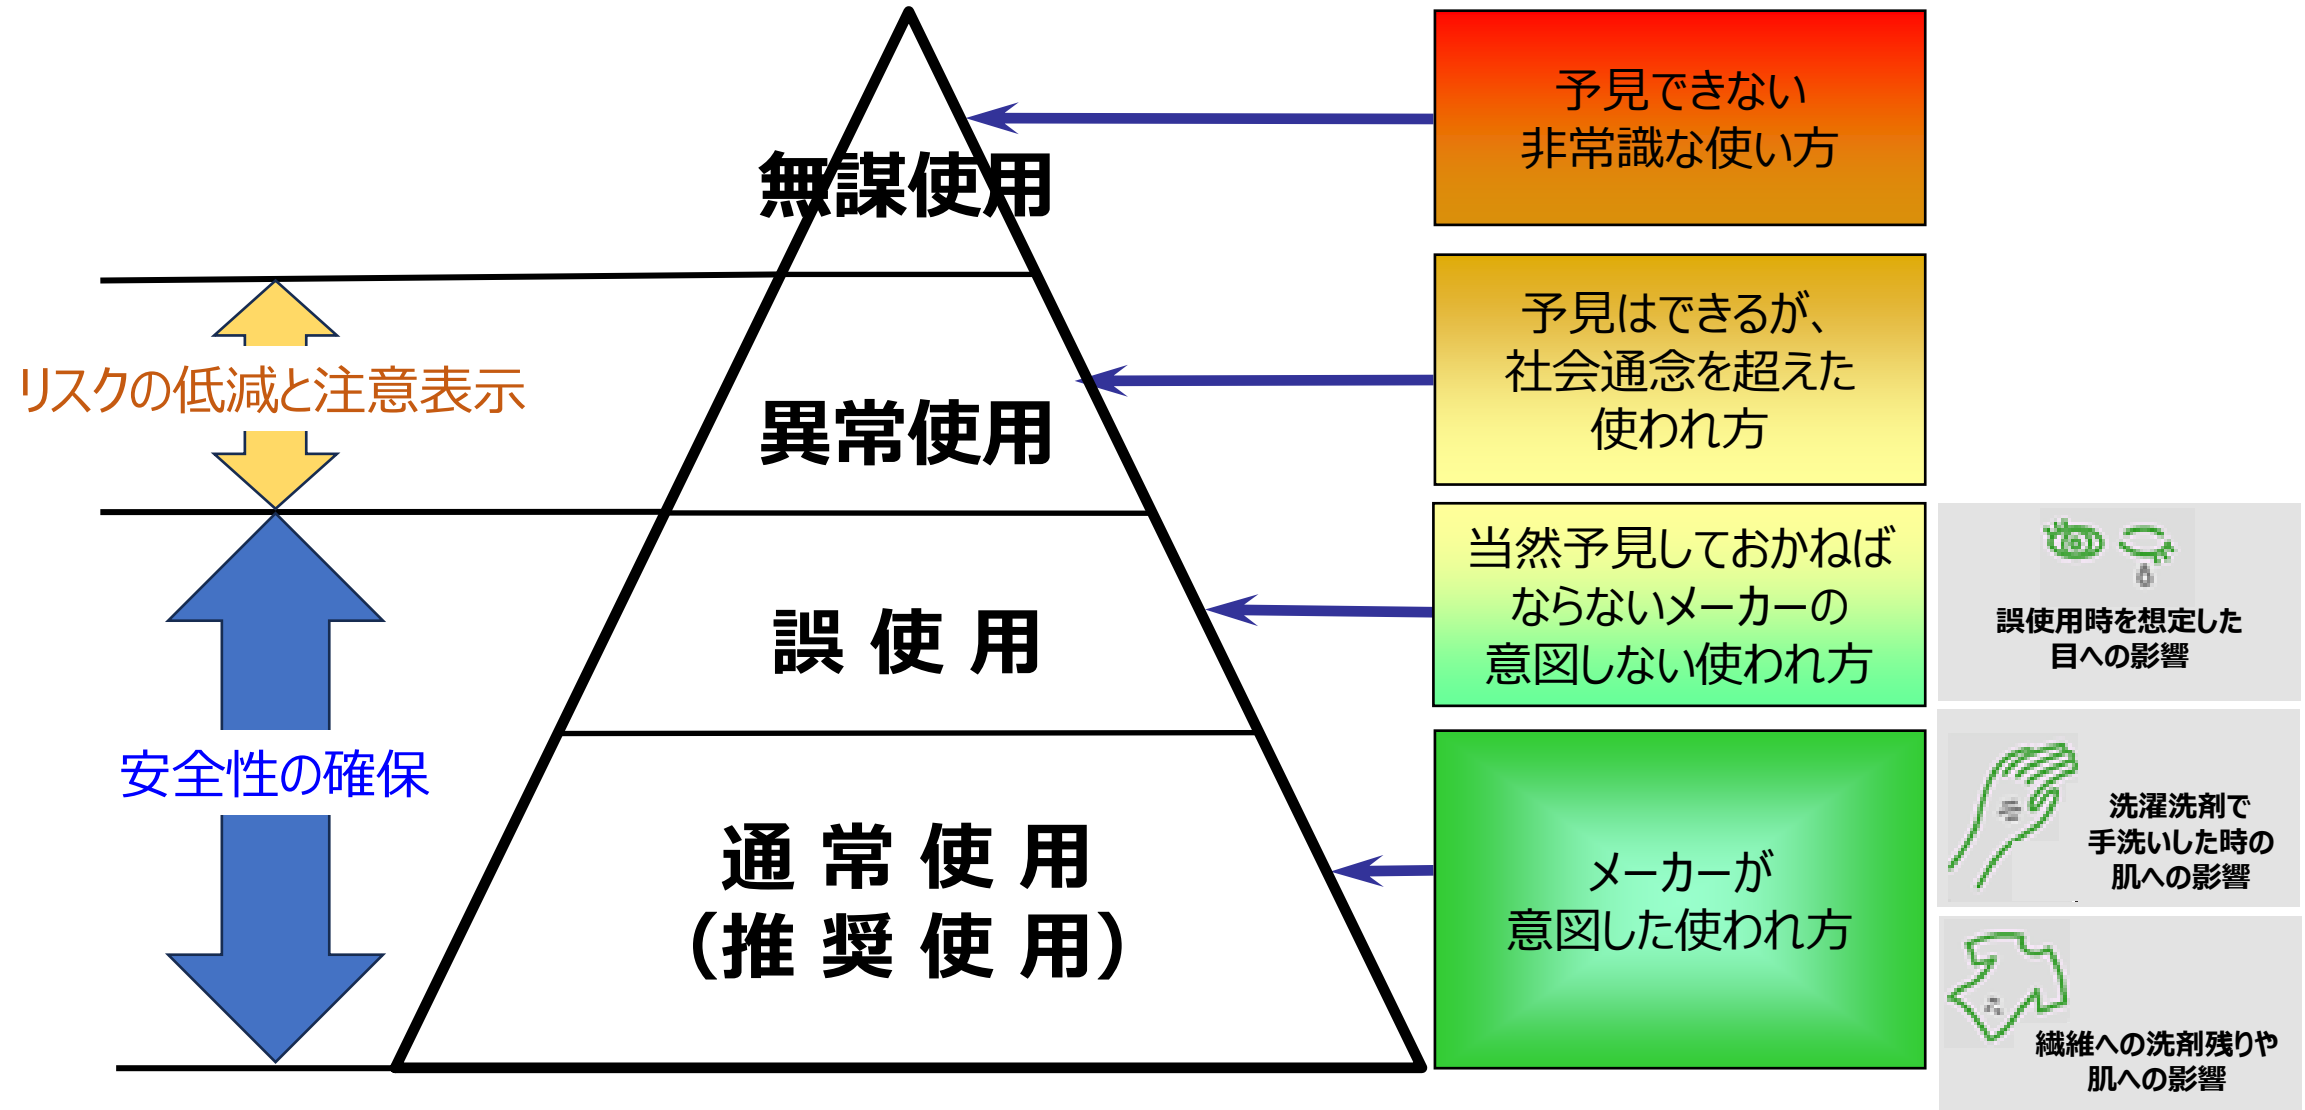 無謀使用
予見できない
非常識な使い方
リスクの低減と注意表示
異常使用
予見はできるが、
社会通念を超えた
使われ方
誤 使 用
当然予見しておかねば
ならないメーカーの
意図しない使われ方
誤使用時を想定した
目への影響
安全性の確保
通 常 使 用
（推 奨 使 用）
メーカーが
意図した使われ方
洗濯洗剤で
手洗いした時の
肌への影響
繊維への洗剤残りや
肌への影響